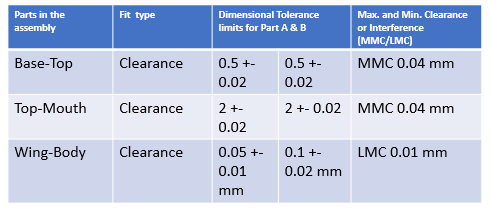 Parts in the
assembly
Fit type
Dimensional Tolerance
limits for Part A & B
Max. and Min. Clearance
or Interference
(MMC/LMC)
Base-Top
Clearance
0.5 +-
0.02
0.5 +-
0.02
MMC 0.04 mm
Top-Mouth
Clearance
2 +-
0.02
2 +- 0.02
MMC 0.04 mm
Wing-Body
Clearance
0.05 +-
0.01
mm
0.1 +-
0.02 mm
LMC 0.01 mm